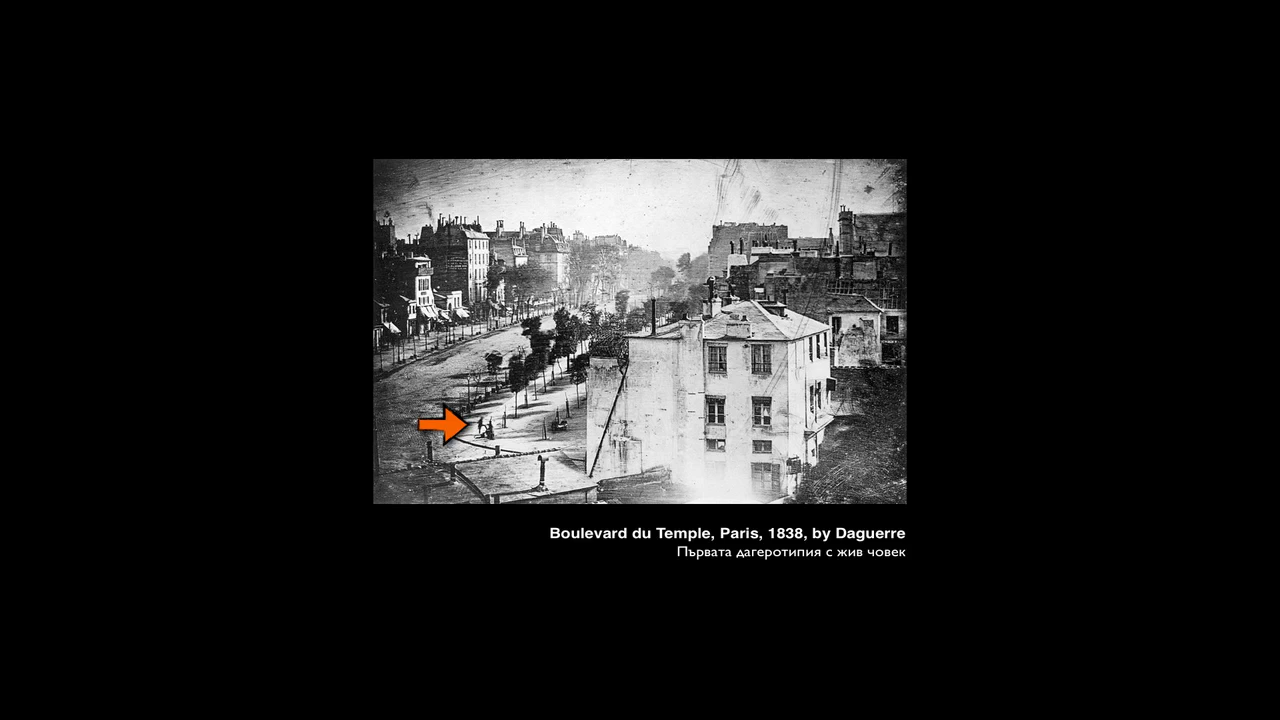 Boulevard du Temple, Paris, 1838, by Daguerre
Първата дагеротипия с жив човек